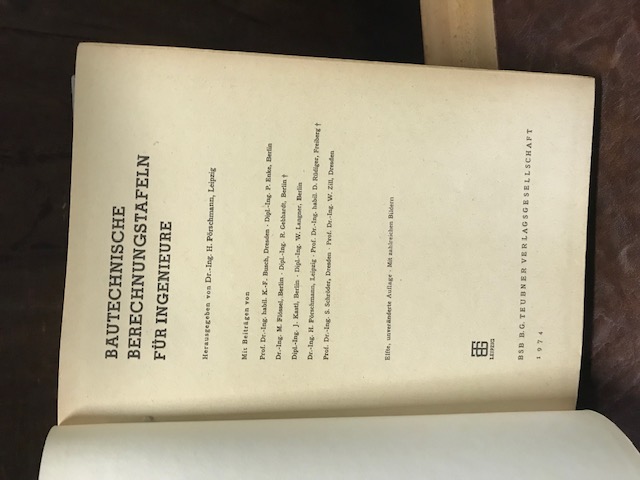 BAUTECHNISCHE
BERECHNUNGSTAFELN
FÜR INGENIEURE
Herausgegeben von Dr.-Ing. H. Pörschmann, Leipzig
Mit Beiträgen von
Prof. Dr.-Ing. habil. K.-F. Busch, Dresden · Dipl.-Ing. P. Enke, Berlin
Dr.-Ing. M. Flössel, Berlin · Dipl.-Ing. R. Gebhardt, Berlin †
Dipl.-Ing. J. Kastl, Berlin · Dipl.-Ing. W. Langner, Berlin
Dr.-Ing. H. Pörschmann, Leipzig · Prof. Dr.-Ing. habil. D. Rüdiger, Freiberg †
Prof. Dr.-Ing. S. Schröder, Dresden · Prof. Dr.-Ing. W. Zill, Dresden
Elfte, unveränderte Auflage · Mit zahlreichen Bildern
LEIPZIG
BSB B.G. TEUBNER VERLAGSGESELLSCHAFT
1974